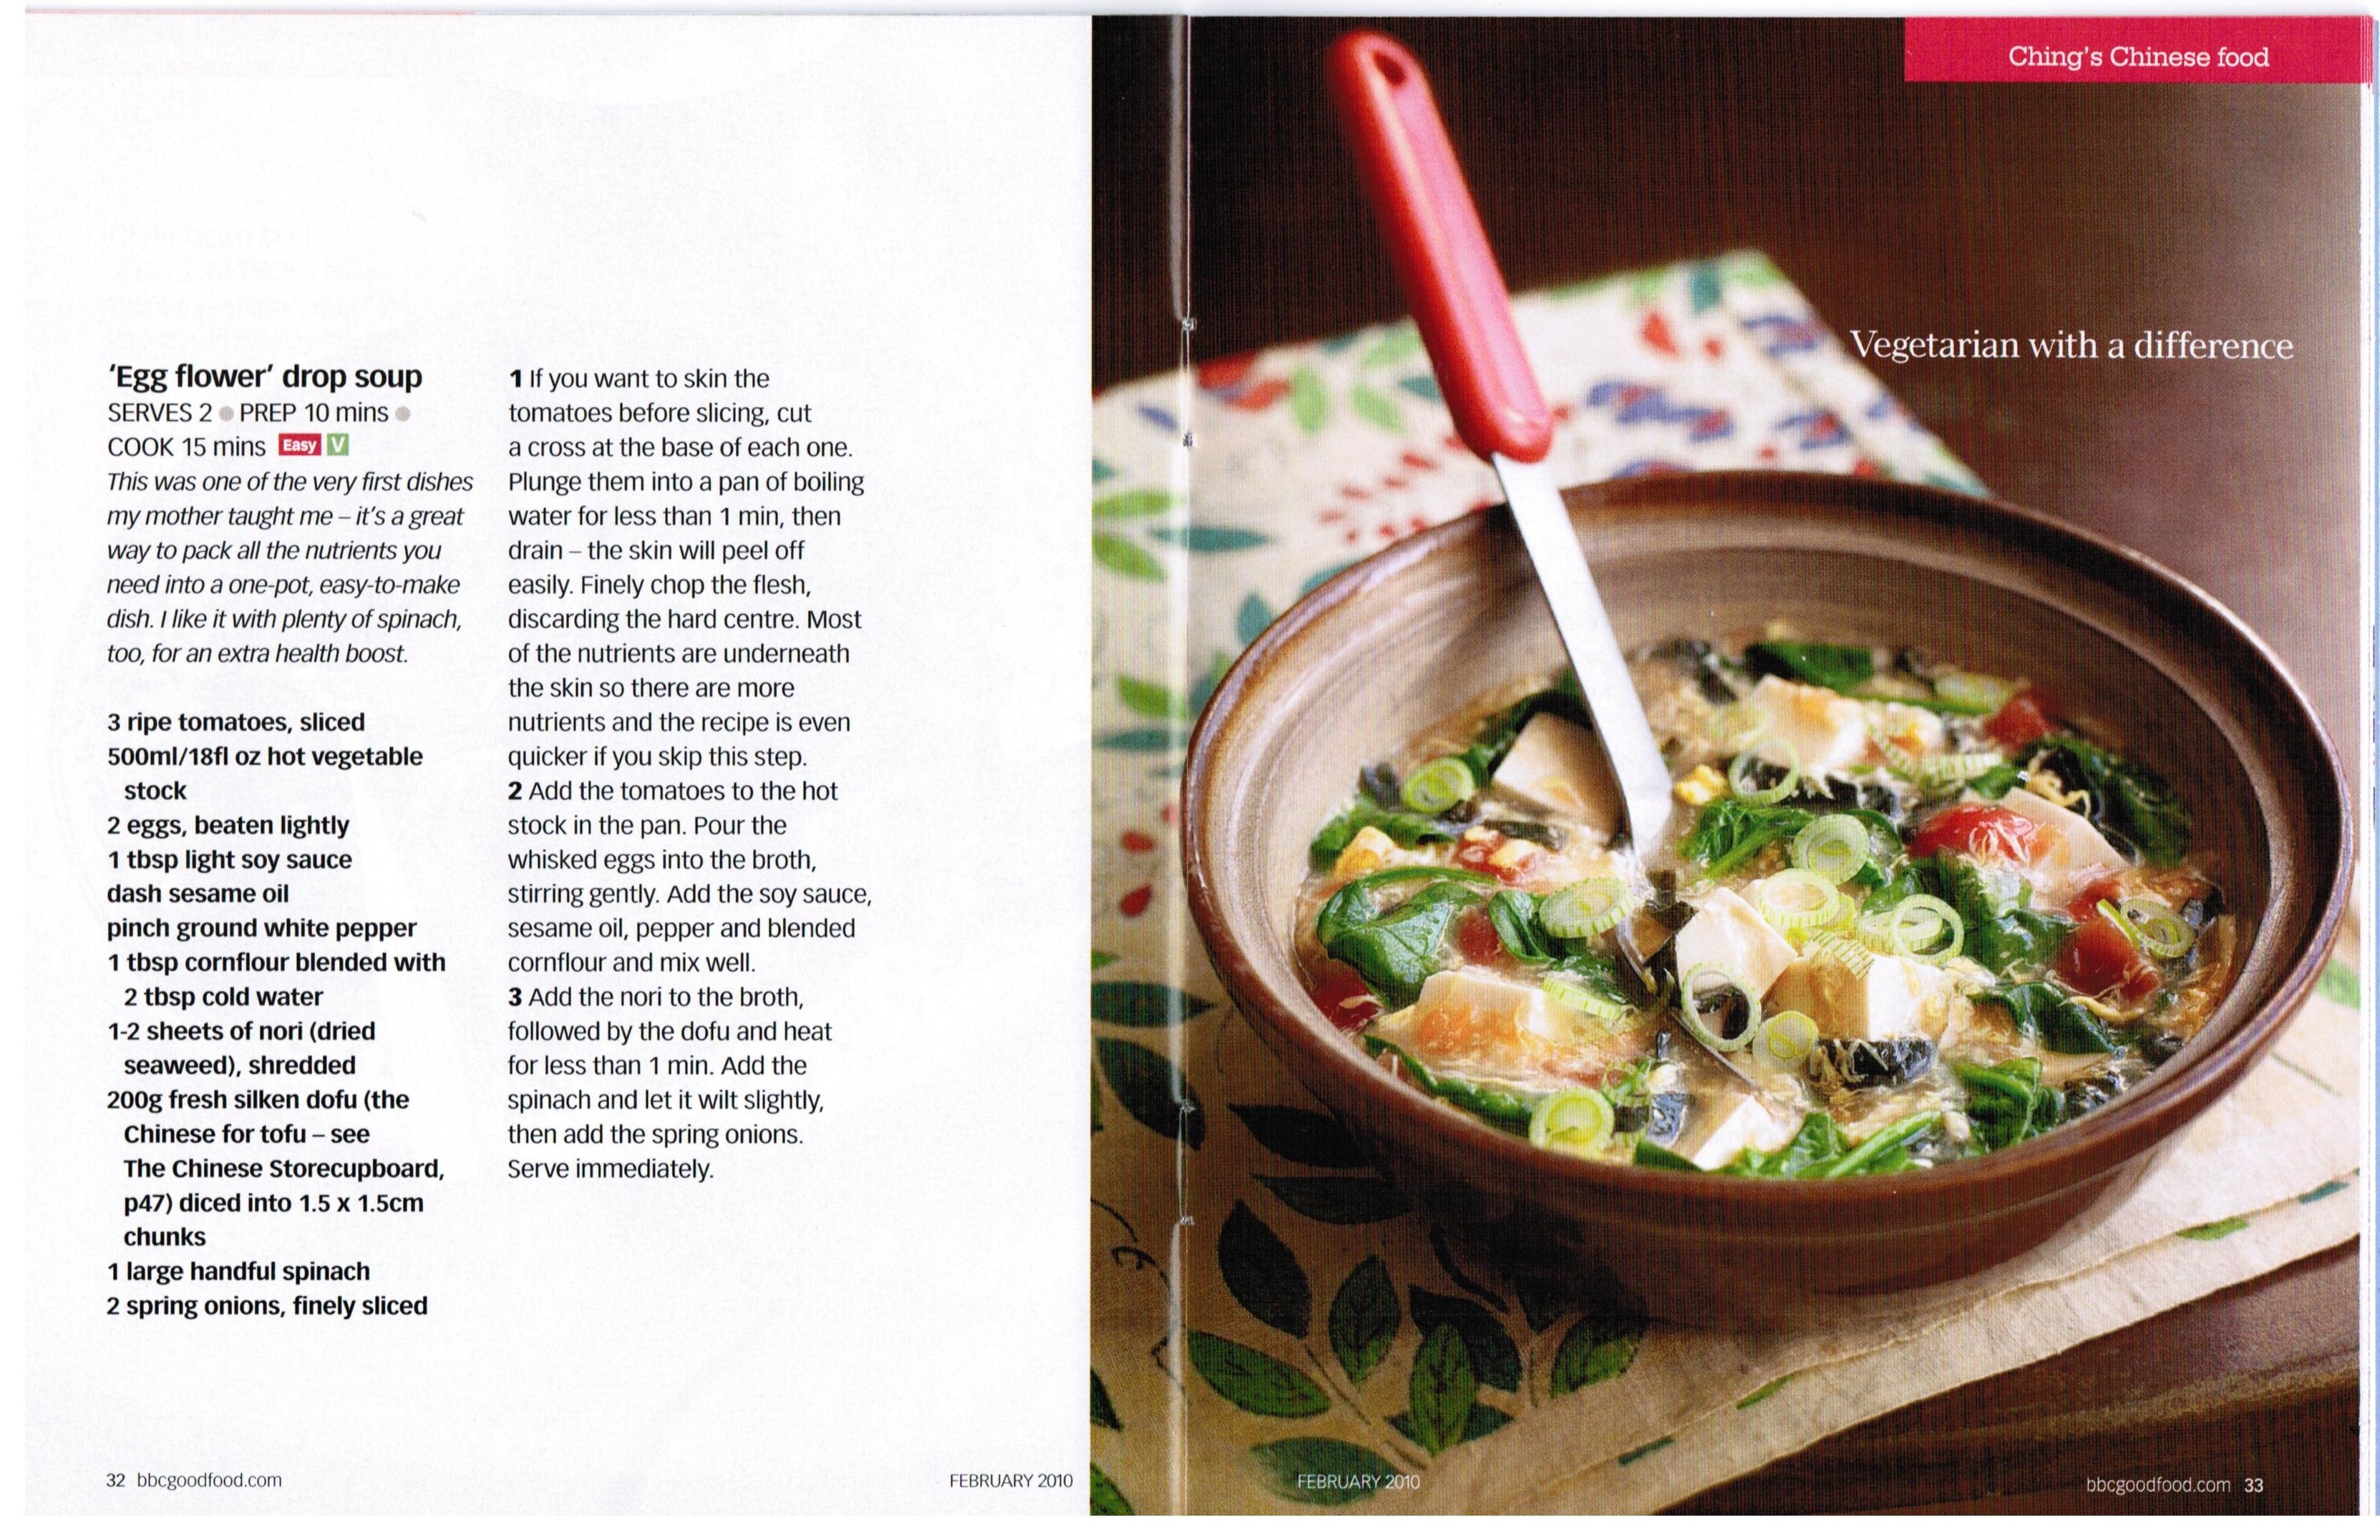 'Egg flower' drop soup
SERVES 2 ● PREP 10 mins ●
COOK 15 mins Easy V
This was one of the very first dishes
my mother taught me – it's a great
way to pack all the nutrients you
need into a one-pot, easy-to-make
dish. I like it with plenty of spinach,
too, for an extra health boost.
3 ripe tomatoes, sliced
500ml/18fl oz hot vegetable
stock
2 eggs, beaten lightly
1 tbsp light soy sauce
dash sesame oil
pinch ground white pepper
1 tbsp cornflour blended with
2 tbsp cold water
1-2 sheets of nori (dried
seaweed), shredded
200g fresh silken dofu (the
Chinese for tofu – see
The Chinese Storecupboard,
p47) diced into 1.5 x 1.5cm
chunks
1 large handful spinach
2 spring onions, finely sliced
1 If you want to skin the
tomatoes before slicing, cut
a cross at the base of each one.
Plunge them into a pan of boiling
water for less than 1 min, then
drain – the skin will peel off
easily. Finely chop the flesh,
discarding the hard centre. Most
of the nutrients are underneath
the skin so there are more
nutrients and the recipe is even
quicker if you skip this step.
2 Add the tomatoes to the hot
stock in the pan. Pour the
whisked eggs into the broth,
stirring gently. Add the soy sauce,
sesame oil, pepper and blended
cornflour and mix well.
3 Add the nori to the broth,
followed by the dofu and heat
for less than 1 min. Add the
spinach and let it wilt slightly,
then add the spring onions.
Serve immediately.
32 bbcgoodfood.com
FEBRUARY 2010
Ching's Chinese food
Vegetarian with a difference
FEBRUARY 2010
bbcgoodfood.com 33